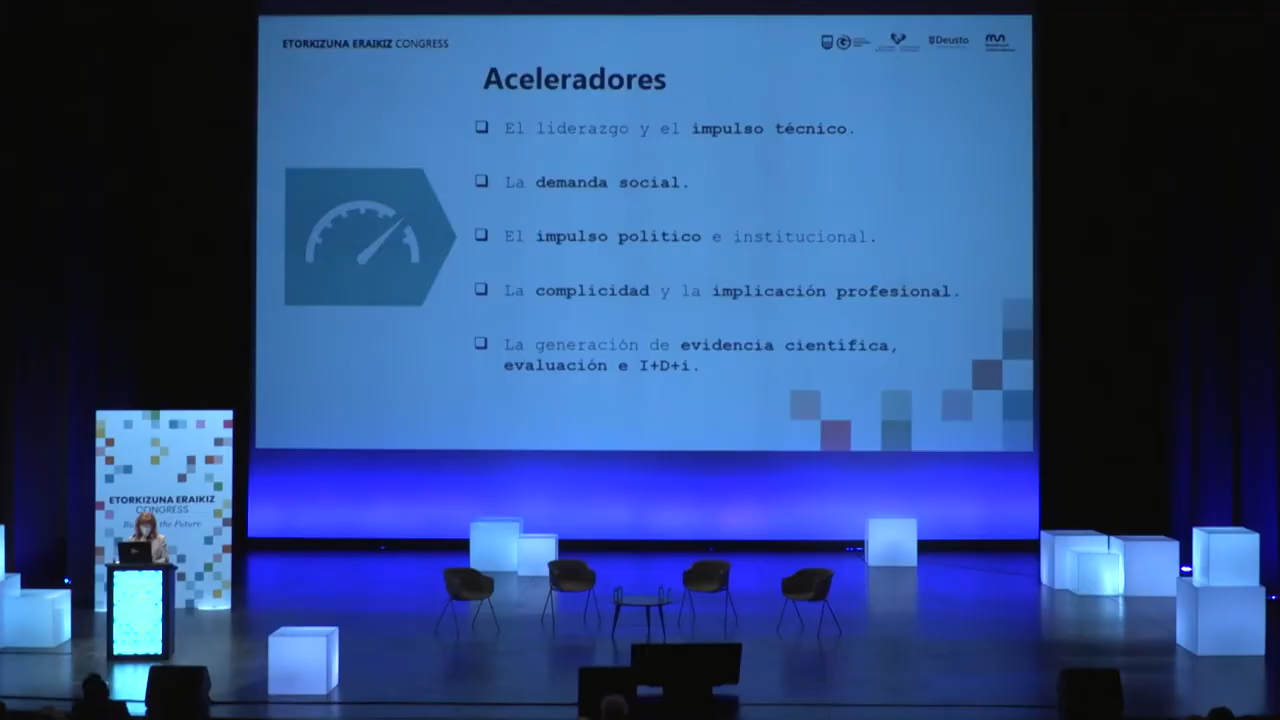 ETORKIZUNA ERAIKIZ CONGRESS
Deusto
Aceleradores
❑ El liderazgo y el impulso técnico.
❑ La demanda social.
❑ El impulso político e institucional.
❑ La complicidad y la implicación profesional.
❑ La generación de evidencia científica,
evaluación e I+D+i.
ETORKIZUNA ERAIKIZ
CONGRESS
the Future